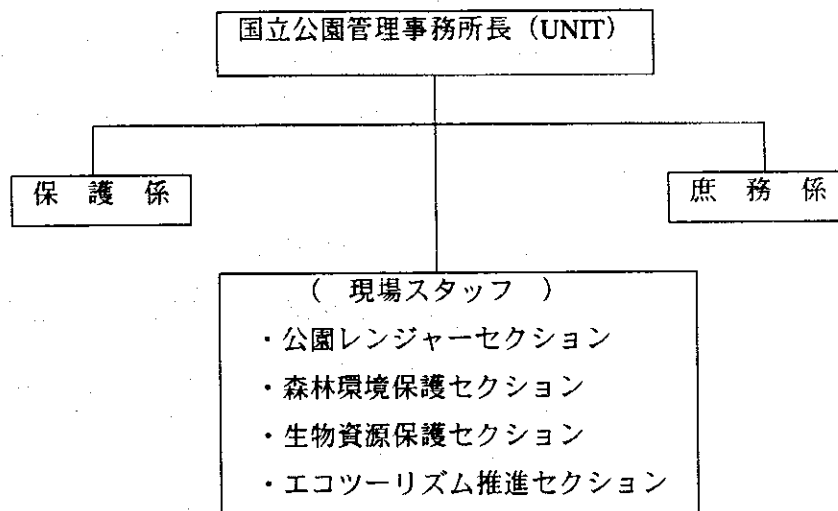 国立公園管理事務所長（UNIT）
保　護　係
庶　務　係
（　現場スタッフ　）
・公園レンジャーセクション
・森林環境保護セクション
・生物資源保護セクション
・エコツーリズム推進セクション